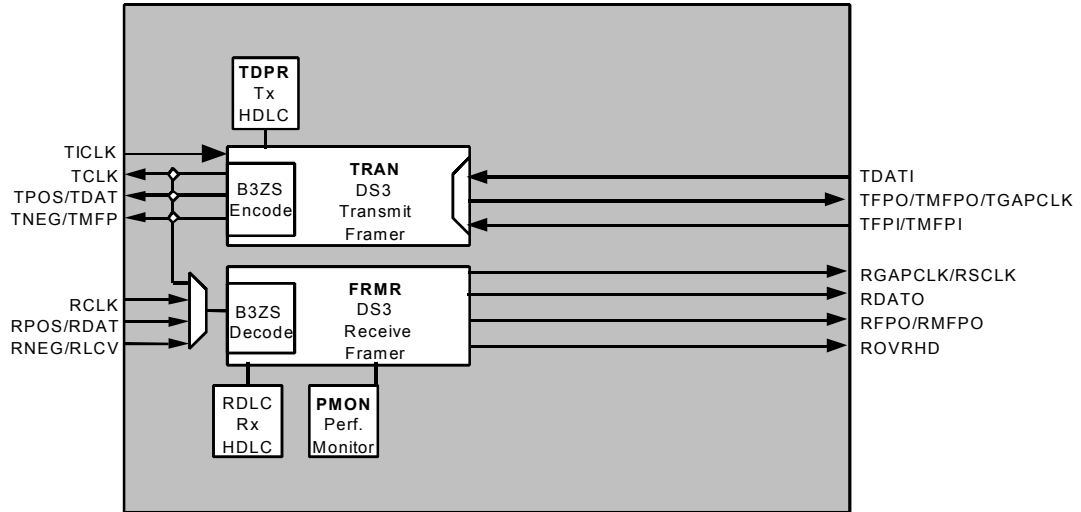 TDPR
Tx
HDLC
TICLK
TCLK
TPOS/TDAT
TNEG/TMFP
B3ZS
Encode
TRAN
DS3
Transmit
Framer
TDATI
TFPO/TMFPO/TGAPCLK
TFPI/TMFPI
RCLK
RPOS/RDAT
RNEG/RLCV
B3ZS
Decode
FRMR
DS3
Receive
Framer
RGAPCLK/RSCLK
RDATO
RFPO/RMFPO
ROVRHD
RDLC
Rx
HDLC
PMON
Perf.
Monitor